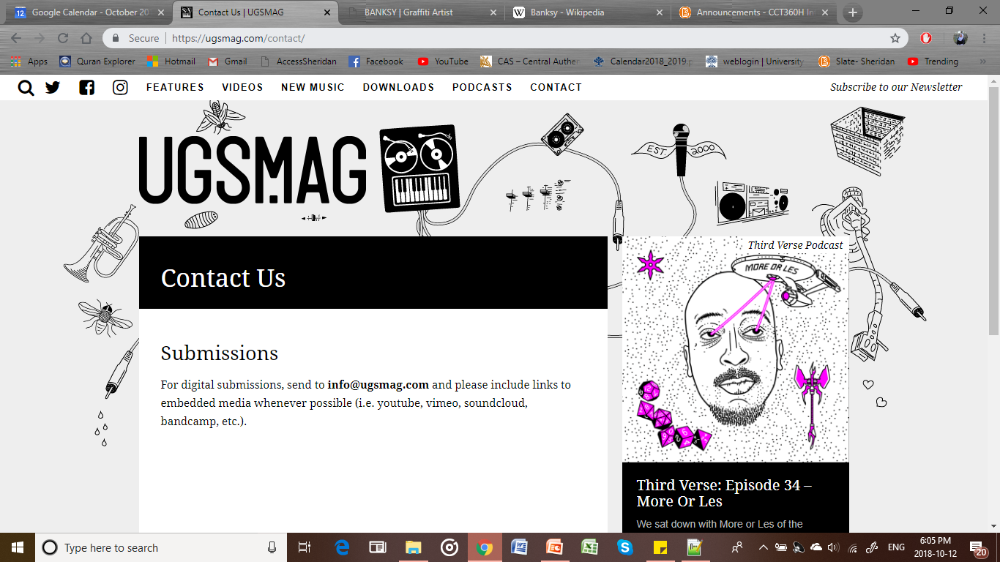 12 Google Calendar - October 20
Contact Us | UGSMAG
BANKSY | Graffiti Artist
W Banksy - Wikipedia
Announcements - CCT360H In
Secure | https://ugsmag.com/contact/
Apps
Quran Explorer
Hotmail
Gmail
AccessSheridan
Facebook
YouTube
CAS – Central Authen
Calendar2018_2019.p
weblogin | University
Slate- Sheridan
Trending
»
FEATURES VIDEOS NEW MUSIC DOWNLOADS PODCASTS CONTACT
Subscribe to our Newsletter
UGSMAG
EST. 2000
Contact Us
Submissions
For digital submissions, send to info@ugsmag.com and please include links to
embedded media whenever possible (i.e. youtube, vimeo, soundcloud,
bandcamp, etc.).
Third Verse Podcast
MORE OR LES
Third Verse: Episode 34 –
More Or Les
We sat down with More or Les of the
Type here to search
ENG
6:05 PM
2018-10-12
20